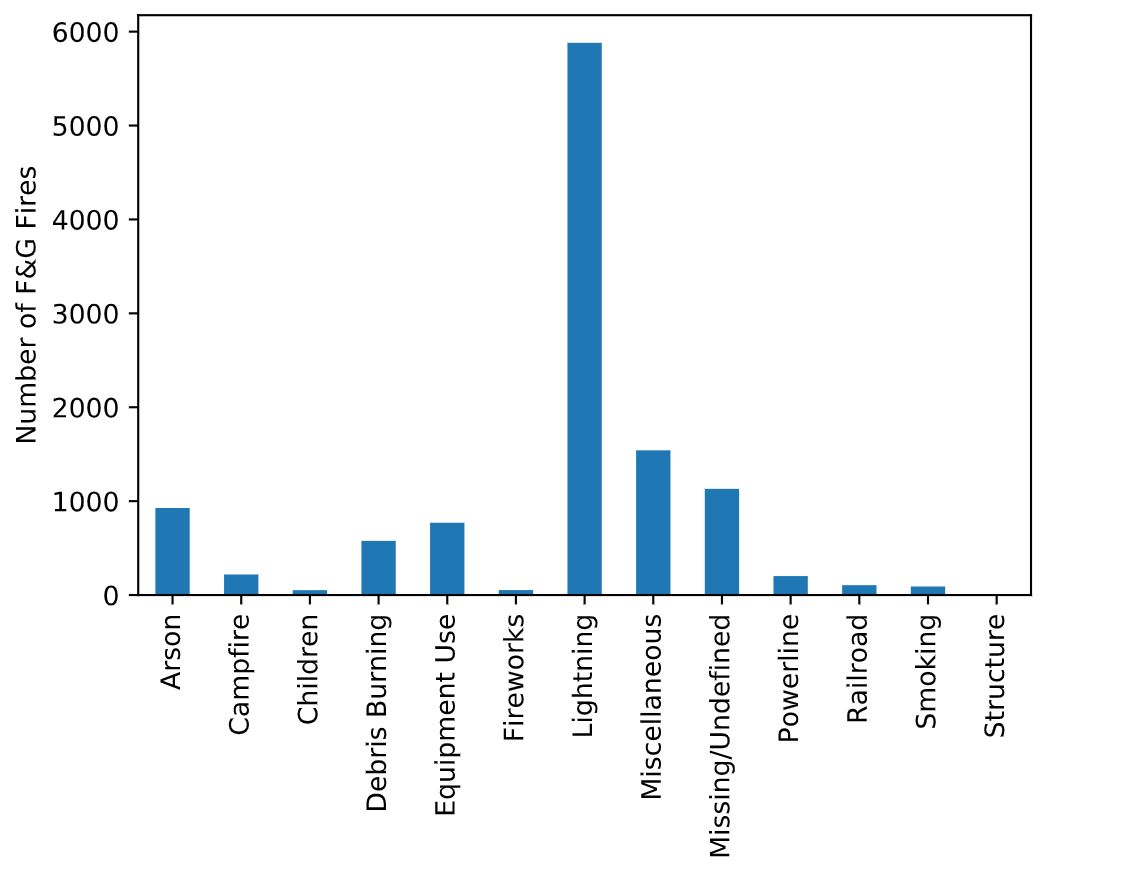 6000
5000
4000
3000
2000
1000
0
Number of F&G Fires
Arson
Campfire
Children
Debris Burning
Equipment Use
Fireworks
Lightning
Miscellaneous
Missing/Undefined
Powerline
Railroad
Smoking
Structure